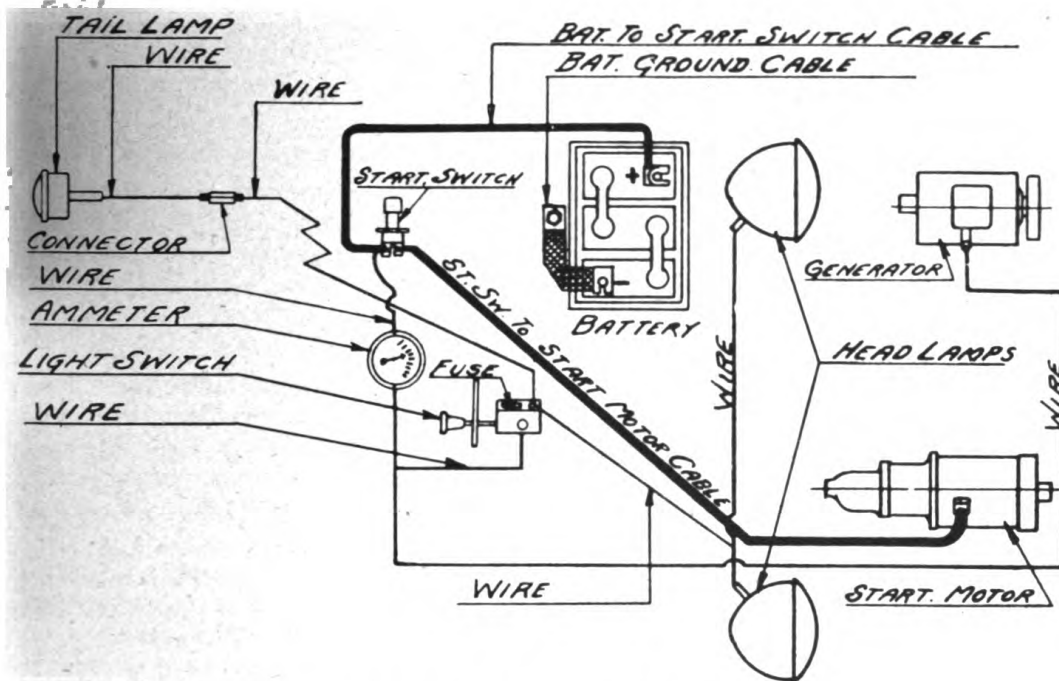 TAIL LAMP
WIRE
WIRE
BAT. TO START. SWITCH CABLE
BAT. GROUND. CABLE
START. SWITCH
+
-
CONNECTOR
WIRE
AMMETER
LIGHT SWITCH
FUSE
WIRE
ST. SW TO START MOTOR CABLE
BATTERY
WIRE
GENERATOR
HEAD LAMPS
WIRE
WIRE
START. MOTOR